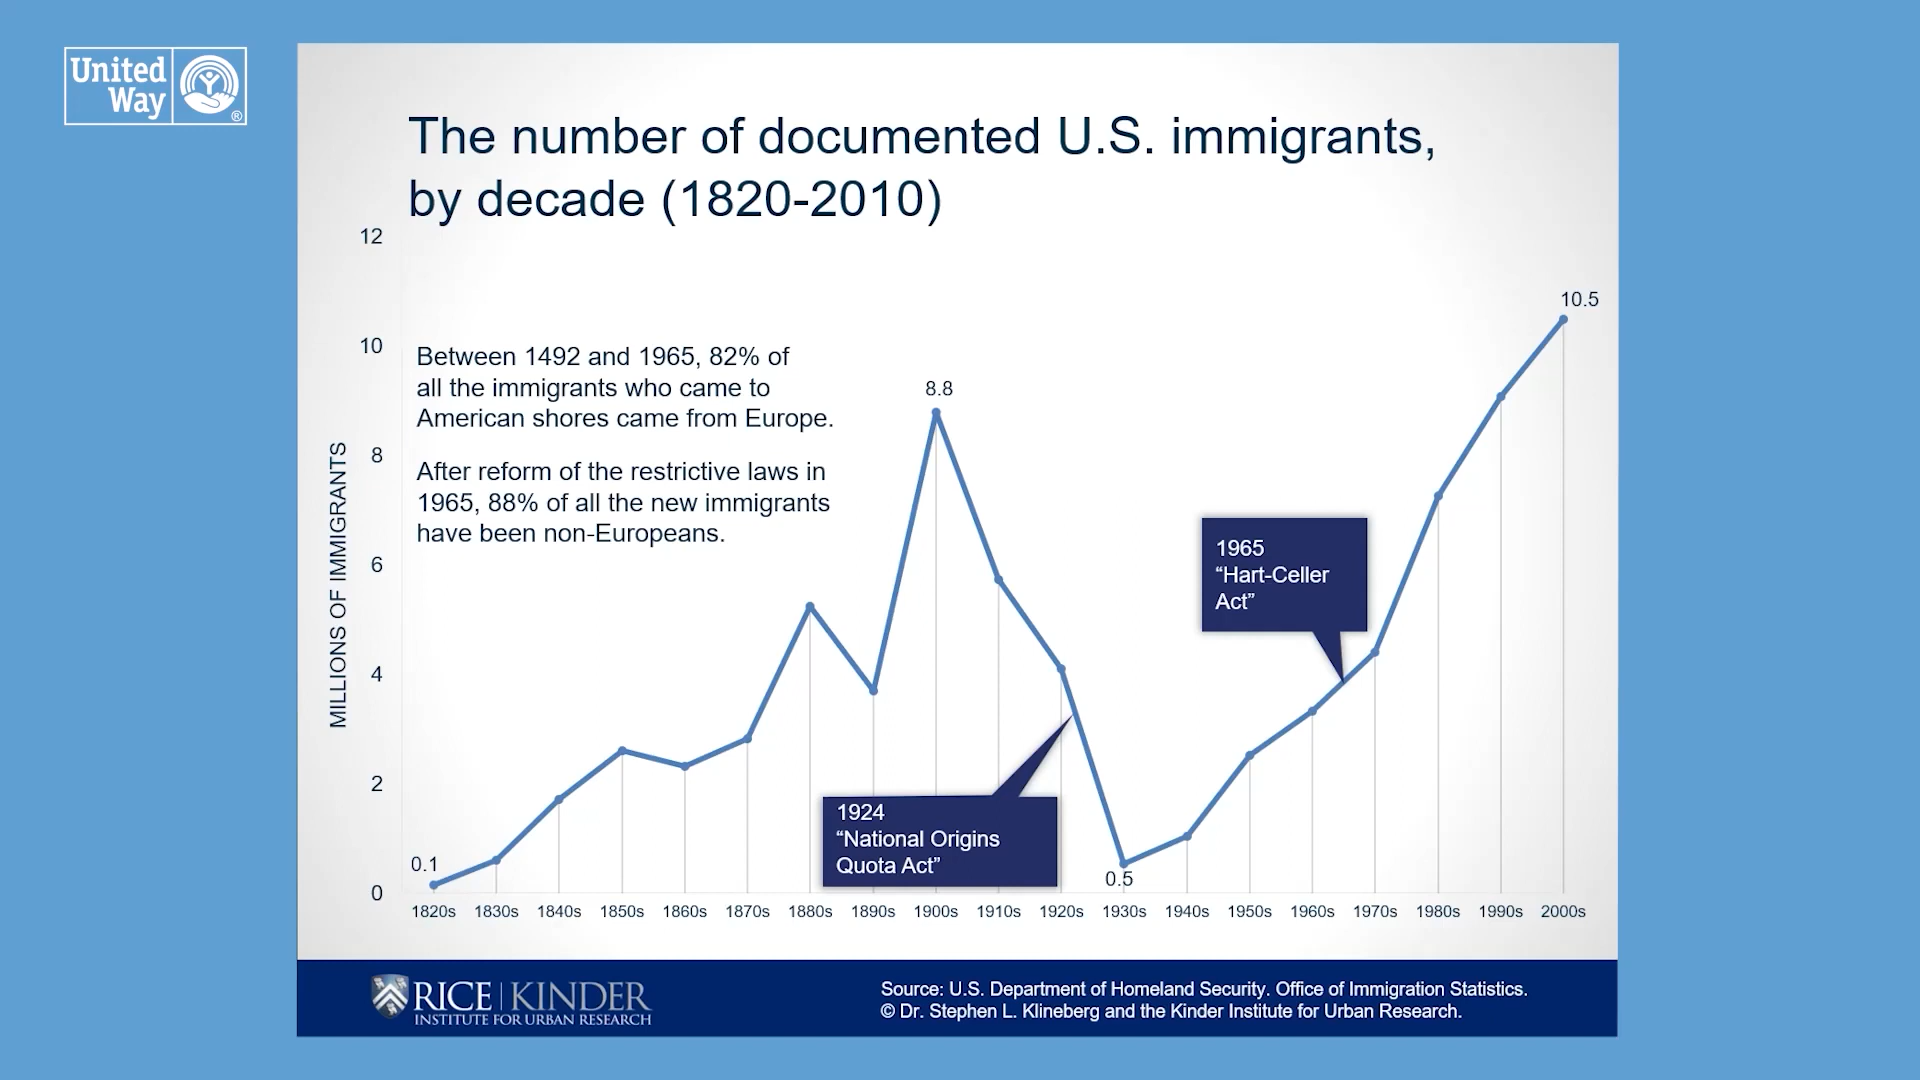 United
Way
®
The number of documented U.S. immigrants,
by decade (1820-2010)
Between 1492 and 1965, 82% of
all the immigrants who came to
American shores came from Europe.
After reform of the restrictive laws in
1965, 88% of all the new immigrants
have been non-Europeans.
MILLIONS OF IMMIGRANTS
12
10
8
6
4
2
0
0.1
8.8
0.5
10.5
1924
“National Origins
Quota Act”
1965
“Hart-Celler
Act”
1820s 1830s 1840s 1850s 1860s 1870s 1880s 1890s 1900s 1910s 1920s 1930s 1940s 1950s 1960s 1970s 1980s 1990s 2000s
RICE | KINDER
INSTITUTE FOR URBAN RESEARCH
Source: U.S. Department of Homeland Security. Office of Immigration Statistics.
© Dr. Stephen L. Klineberg and the Kinder Institute for Urban Research.